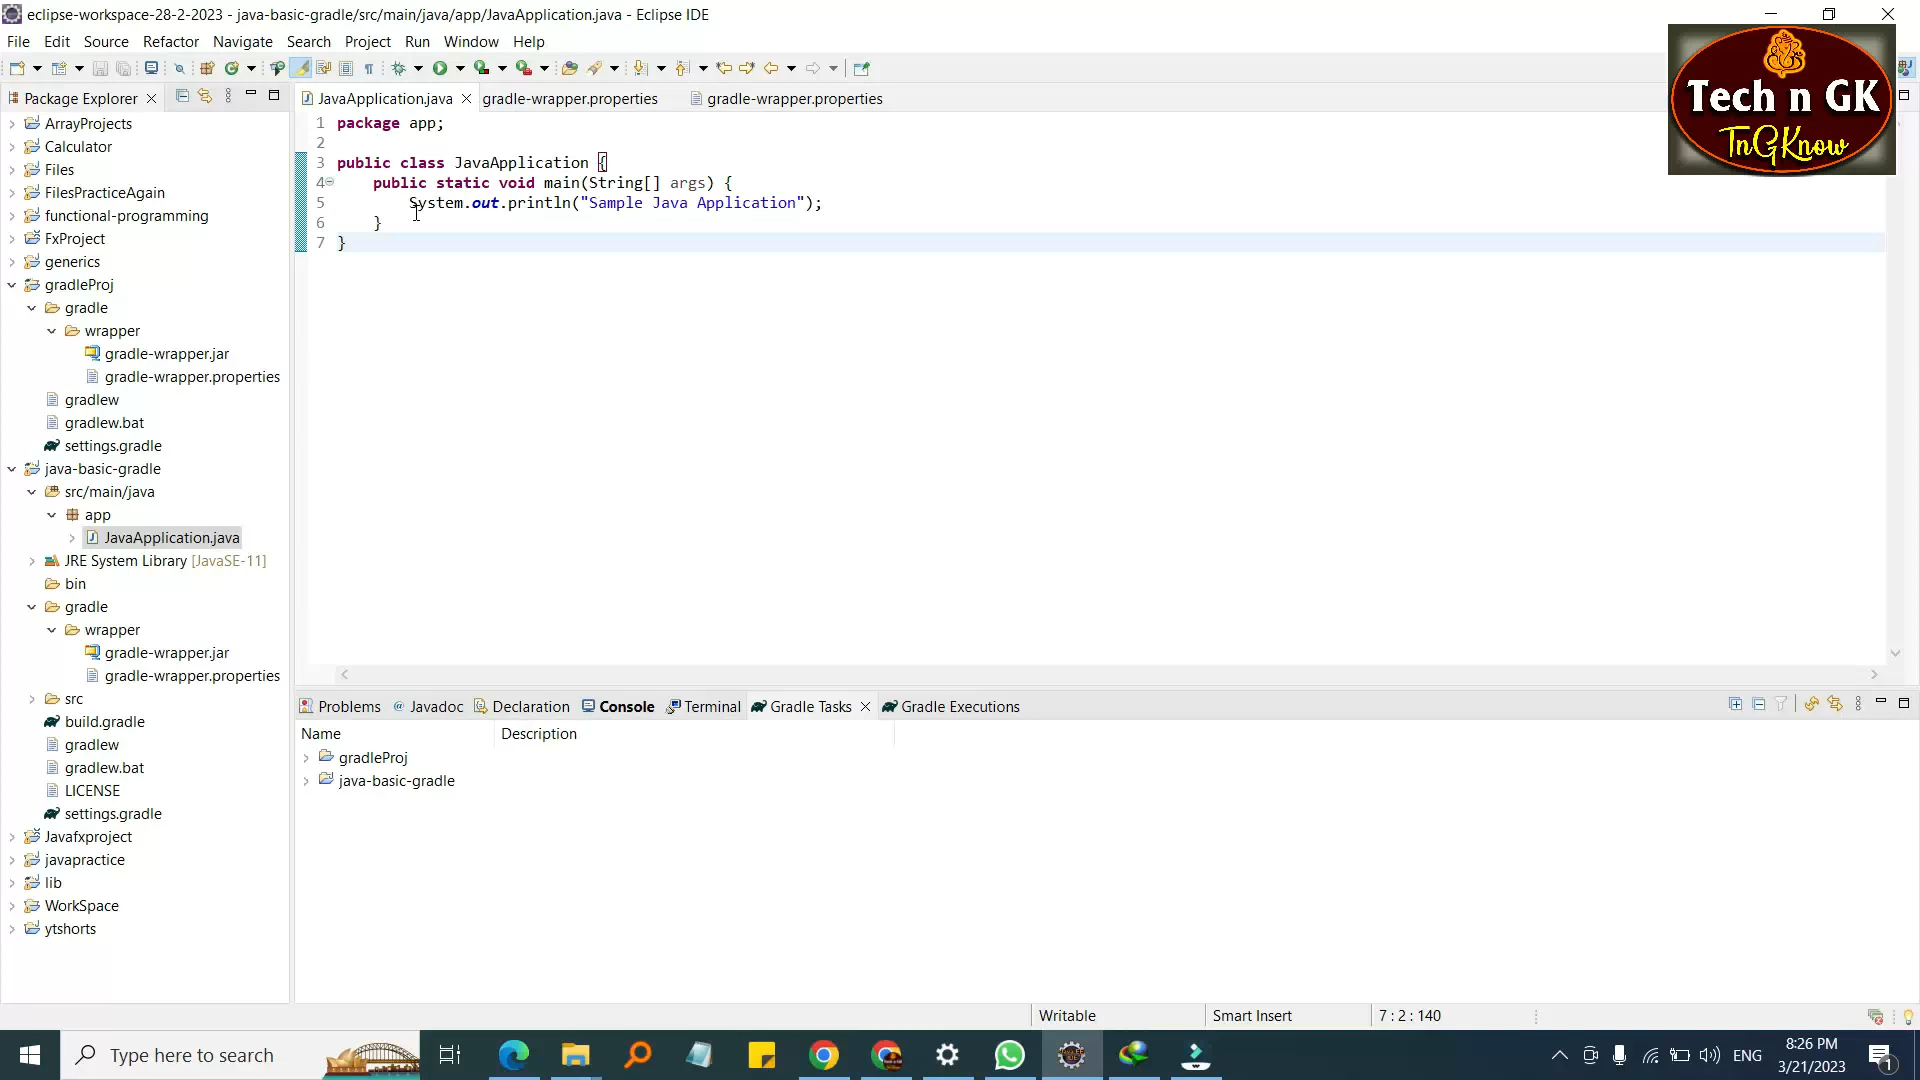 eclipse-workspace-28-2-2023 - java-basic-gradle/src/main/java/app/JavaApplication.java - Eclipse IDE
File Edit Source Refactor Navigate Search Project Run Window Help
Tech n GK
TnGKnow
Package Explorer
JavaApplication.java
gradle-wrapper.properties
gradle-wrapper.properties
ArrayProjects
Calculator
Files
FilesPracticeAgain
functional-programming
FxProject
generics
gradleProj
gradle
wrapper
gradle-wrapper.jar
gradle-wrapper.properties
gradlew
gradlew.bat
settings.gradle
java-basic-gradle
src/main/java
app
JavaApplication.java
JRE System Library [JavaSE-11]
bin
gradle
wrapper
gradle-wrapper.jar
gradle-wrapper.properties
src
build.gradle
gradlew
gradlew.bat
LICENSE
settings.gradle
Javafxproject
javapractice
lib
WorkSpace
ytshorts
1 package app;
2
3 public class JavaApplication {
4 public static void main(String[] args) {
5 System.out.println("Sample Java Application");
6 }
7 }
Problems @ Javadoc Declaration Console Terminal Gradle Tasks Gradle Executions
Name Description
gradleProj
java-basic-gradle
Writable Smart Insert 7 : 2 : 140
Type here to search
ENG
8:26 PM
3/21/2023
1